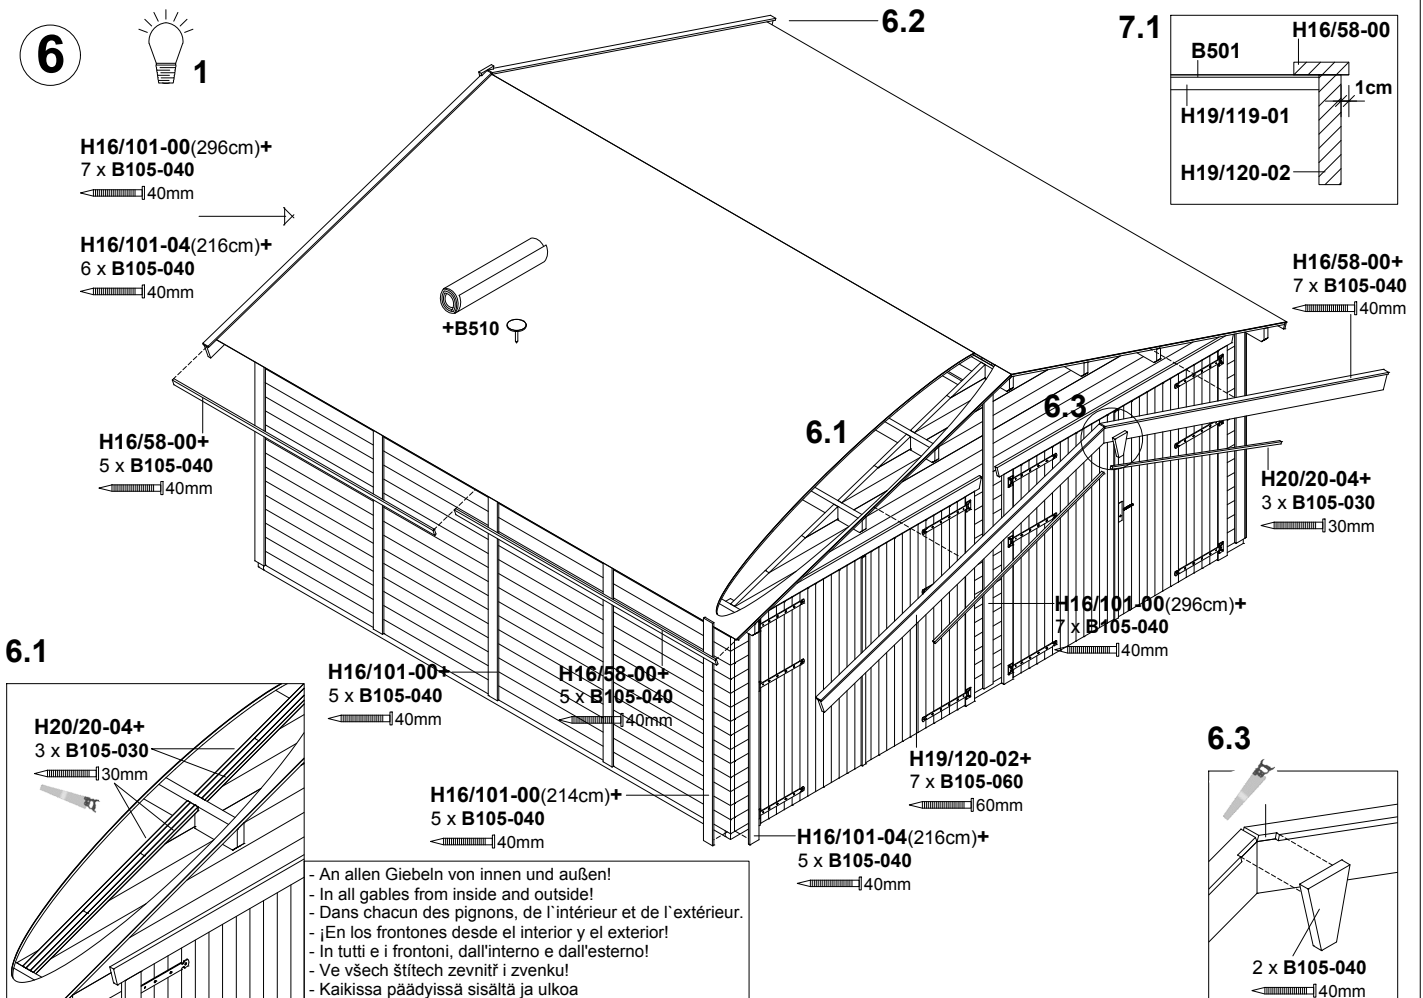 6
1
6.2
7.1
H16/58-00
B501
1cm
H19/119-01
H19/120-02
H16/101-00(296cm)+
7 x B105-040
40mm
H16/101-04(216cm)+
6 x B105-040
40mm
+B510
H16/58-00+
7 x B105-040
40mm
6.3
6.1
H16/58-00+
5 x B105-040
40mm
H20/20-04+
3 x B105-030
30mm
H16/101-00(296cm)+
7 x B105-040
40mm
6.1
H20/20-04+
3 x B105-030
30mm
H16/101-00+
5 x B105-040
40mm
H16/58-00+
5 x B105-040
40mm
H16/101-00(214cm)+
5 x B105-040
40mm
H19/120-02+
7 x B105-060
60mm
H16/101-04(216cm)+
5 x B105-040
40mm
- An allen Giebeln von innen und außen!
- In all gables from inside and outside!
- Dans chacun des pignons, de l`intérieur et de l`extérieur.
- ¡En los frontones desde el interior y el exterior!
- In tutti e i frontoni, dall'interno e dall'esterno!
- Ve všech štítech zevnitř i zvenku!
- Kaikissa päädyissä sisältä ja ulkoa
6.3
2 x B105-040
40mm